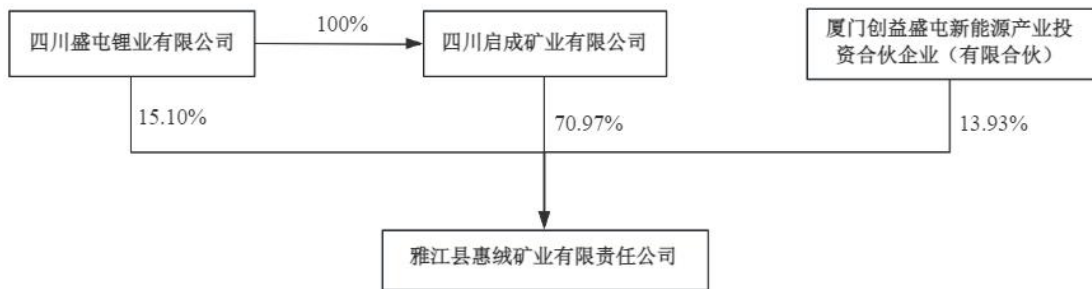 100%
四川盛屯锂业有限公司
四川启成矿业有限公司
厦门创益盛屯新能源产业投
资合伙企业（有限合伙）
15.10%
70.97%
13.93%
雅江县惠绒矿业有限责任公司